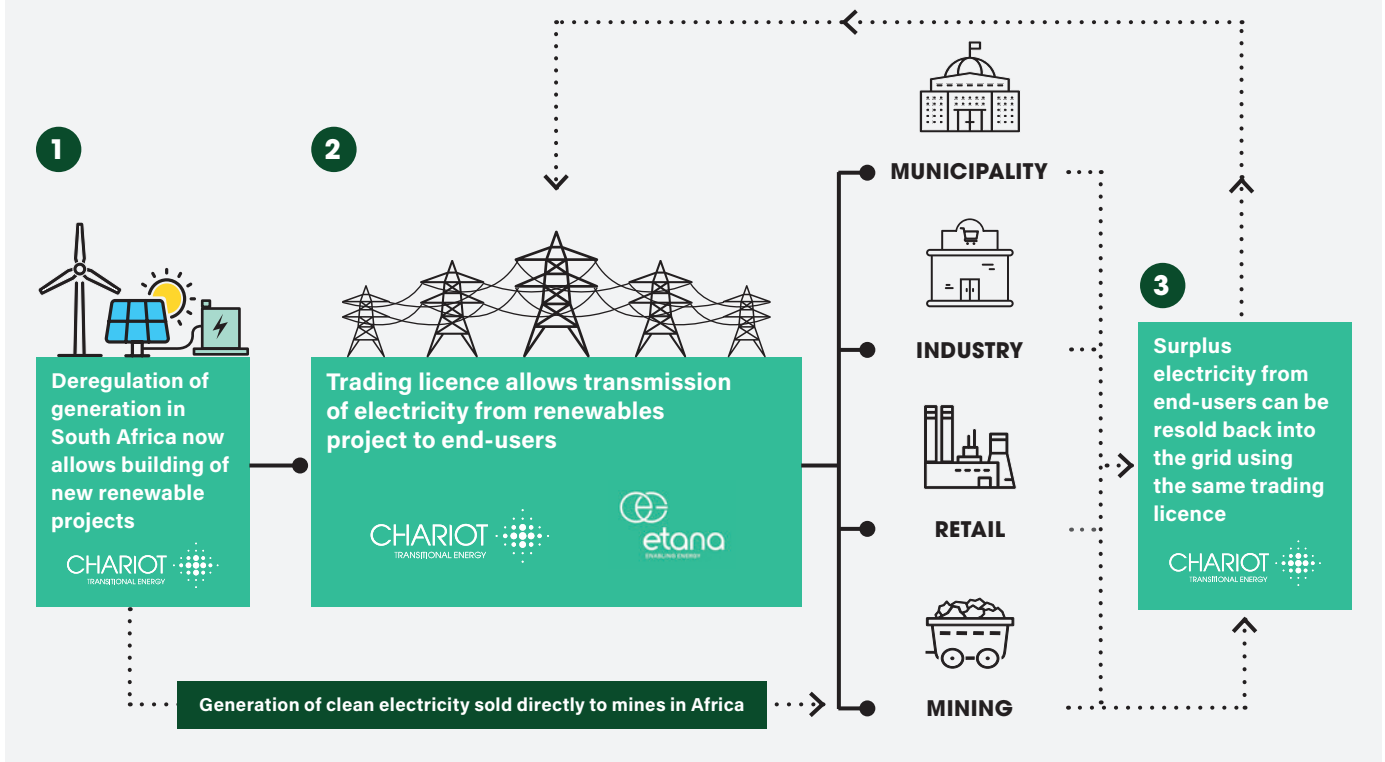 1
Deregulation of
generation in
South Africa now
allows building of
new renewable
projects
CHARIOT
TRANSITIONAL ENERGY
2
Trading licence allows transmission
of electricity from renewables
project to end-users
CHARIOT
TRANSITIONAL ENERGY
etana
ENABLING ENERGY
Generation of clean electricity sold directly to mines in Africa
MUNICIPALITY
INDUSTRY
RETAIL
MINING
3
Surplus
electricity from
end-users can be
resold back into
the grid using
the same trading
licence
CHARIOT
TRANSITIONAL ENERGY